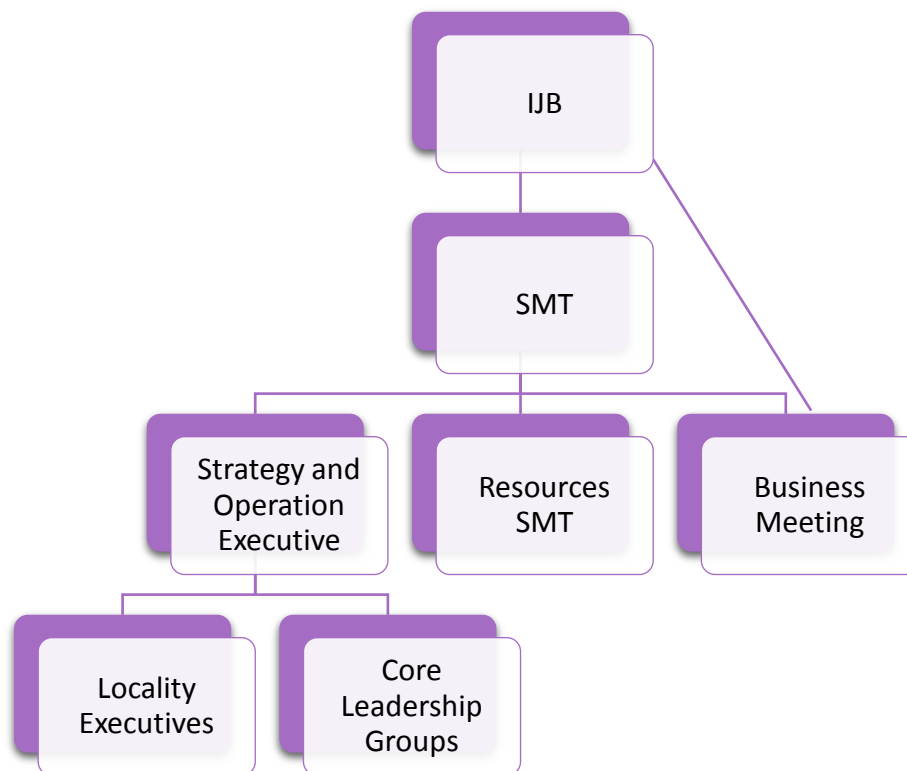 IJB
SMT
Strategy and
Operation
Executive
Resources
SMT
Business
Meeting
Locality
Executives
Core
Leadership
Groups